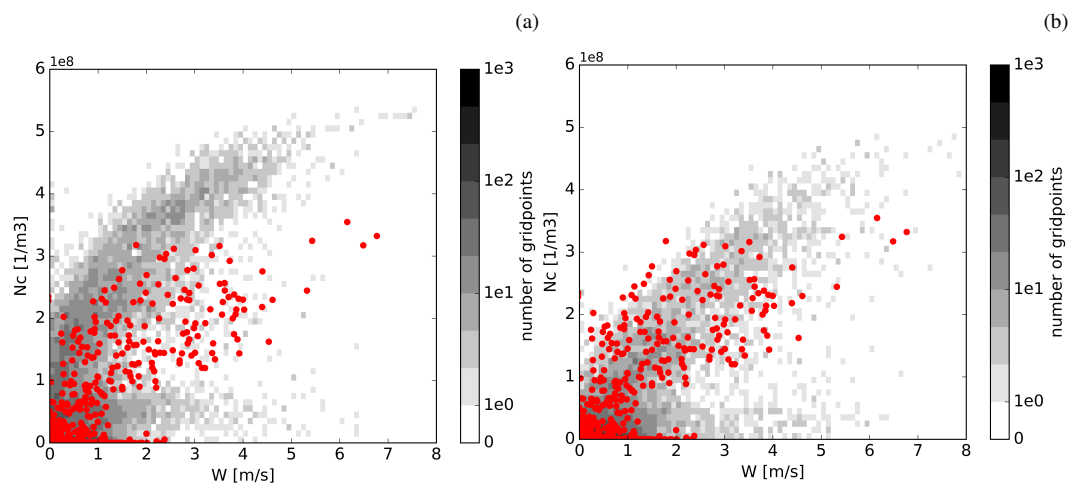 (a)
1e8
6
5
4
3
2
1
0
0 1 2 3 4 5 6 7 8
Nc [1/m3]
W [m/s]
1e3
1e2
1e1
1e0
0
number of gridpoints
(b)
1e8
6
5
4
3
2
1
0
0 1 2 3 4 5 6 7 8
Nc [1/m3]
W [m/s]
1e3
1e2
1e1
1e0
0
number of gridpoints